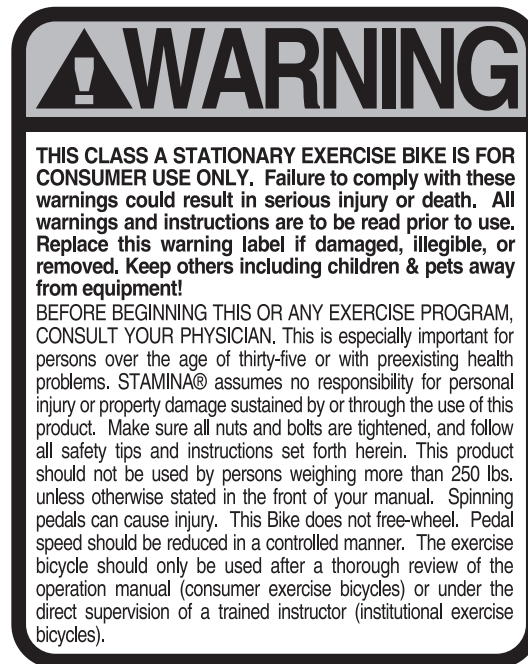 WARNING
THIS CLASS A STATIONARY EXERCISE BIKE IS FOR
CONSUMER USE ONLY. Failure to comply with these
warnings could result in serious injury or death. All
warnings and instructions are to be read prior to use.
Replace this warning label if damaged, illegible, or
removed. Keep others including children & pets away
from equipment!
BEFORE BEGINNING THIS OR ANY EXERCISE PROGRAM,
CONSULT YOUR PHYSICIAN. This is especially important for
persons over the age of thirty-five or with preexisting health
problems. STAMINA® assumes no responsibility for personal
injury or property damage sustained by or through the use of this
product. Make sure all nuts and bolts are tightened, and follow
all safety tips and instructions set forth herein. This product
should not be used by persons weighing more than 250 lbs.
unless otherwise stated in the front of your manual. Spinning
pedals can cause injury. This Bike does not free-wheel. Pedal
speed should be reduced in a controlled manner. The exercise
bicycle should only be used after a thorough review of the
operation manual (consumer exercise bicycles) or under the
direct supervision of a trained instructor (institutional exercise
bicycles).